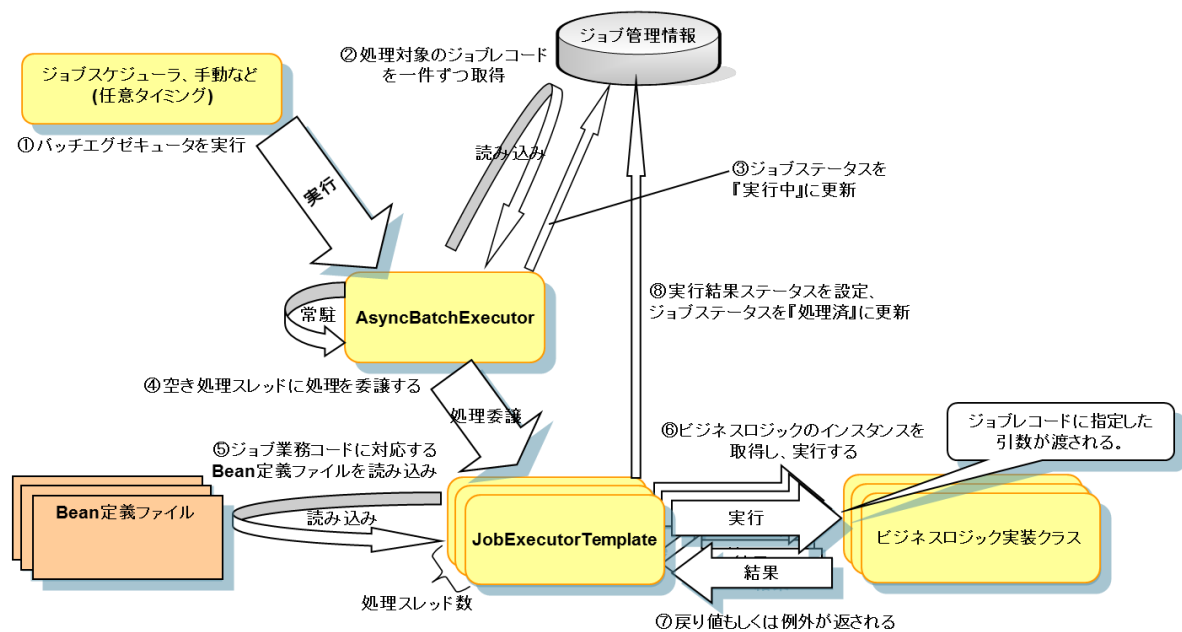 ジョブ管理情報
②処理対象のジョブレコード
を一件ずつ取得
ジョブスケジューラ、手動など
(任意タイミング)
①バッチエグゼキュータを実行
読み込み
実行
③ジョブステータスを
『実行中』に更新
常駐
AsyncBatchExecutor
⑧実行結果ステータスを設定、
ジョブステータスを『処理済』に更新
④空き処理スレッドに処理を委譲する
処理委譲
⑤ジョブ業務コードに対応する
Bean定義ファイルを読み込み
⑥ビジネスロジックのインスタンスを
取得し、実行する
ジョブレコードに指定した
引数が渡される。
Bean定義ファイル
読み込み
JobExecutorTemplate
実行
ビジネスロジック実装クラス
結果
処理スレッド数
⑦戻り値もしくは例外が返される